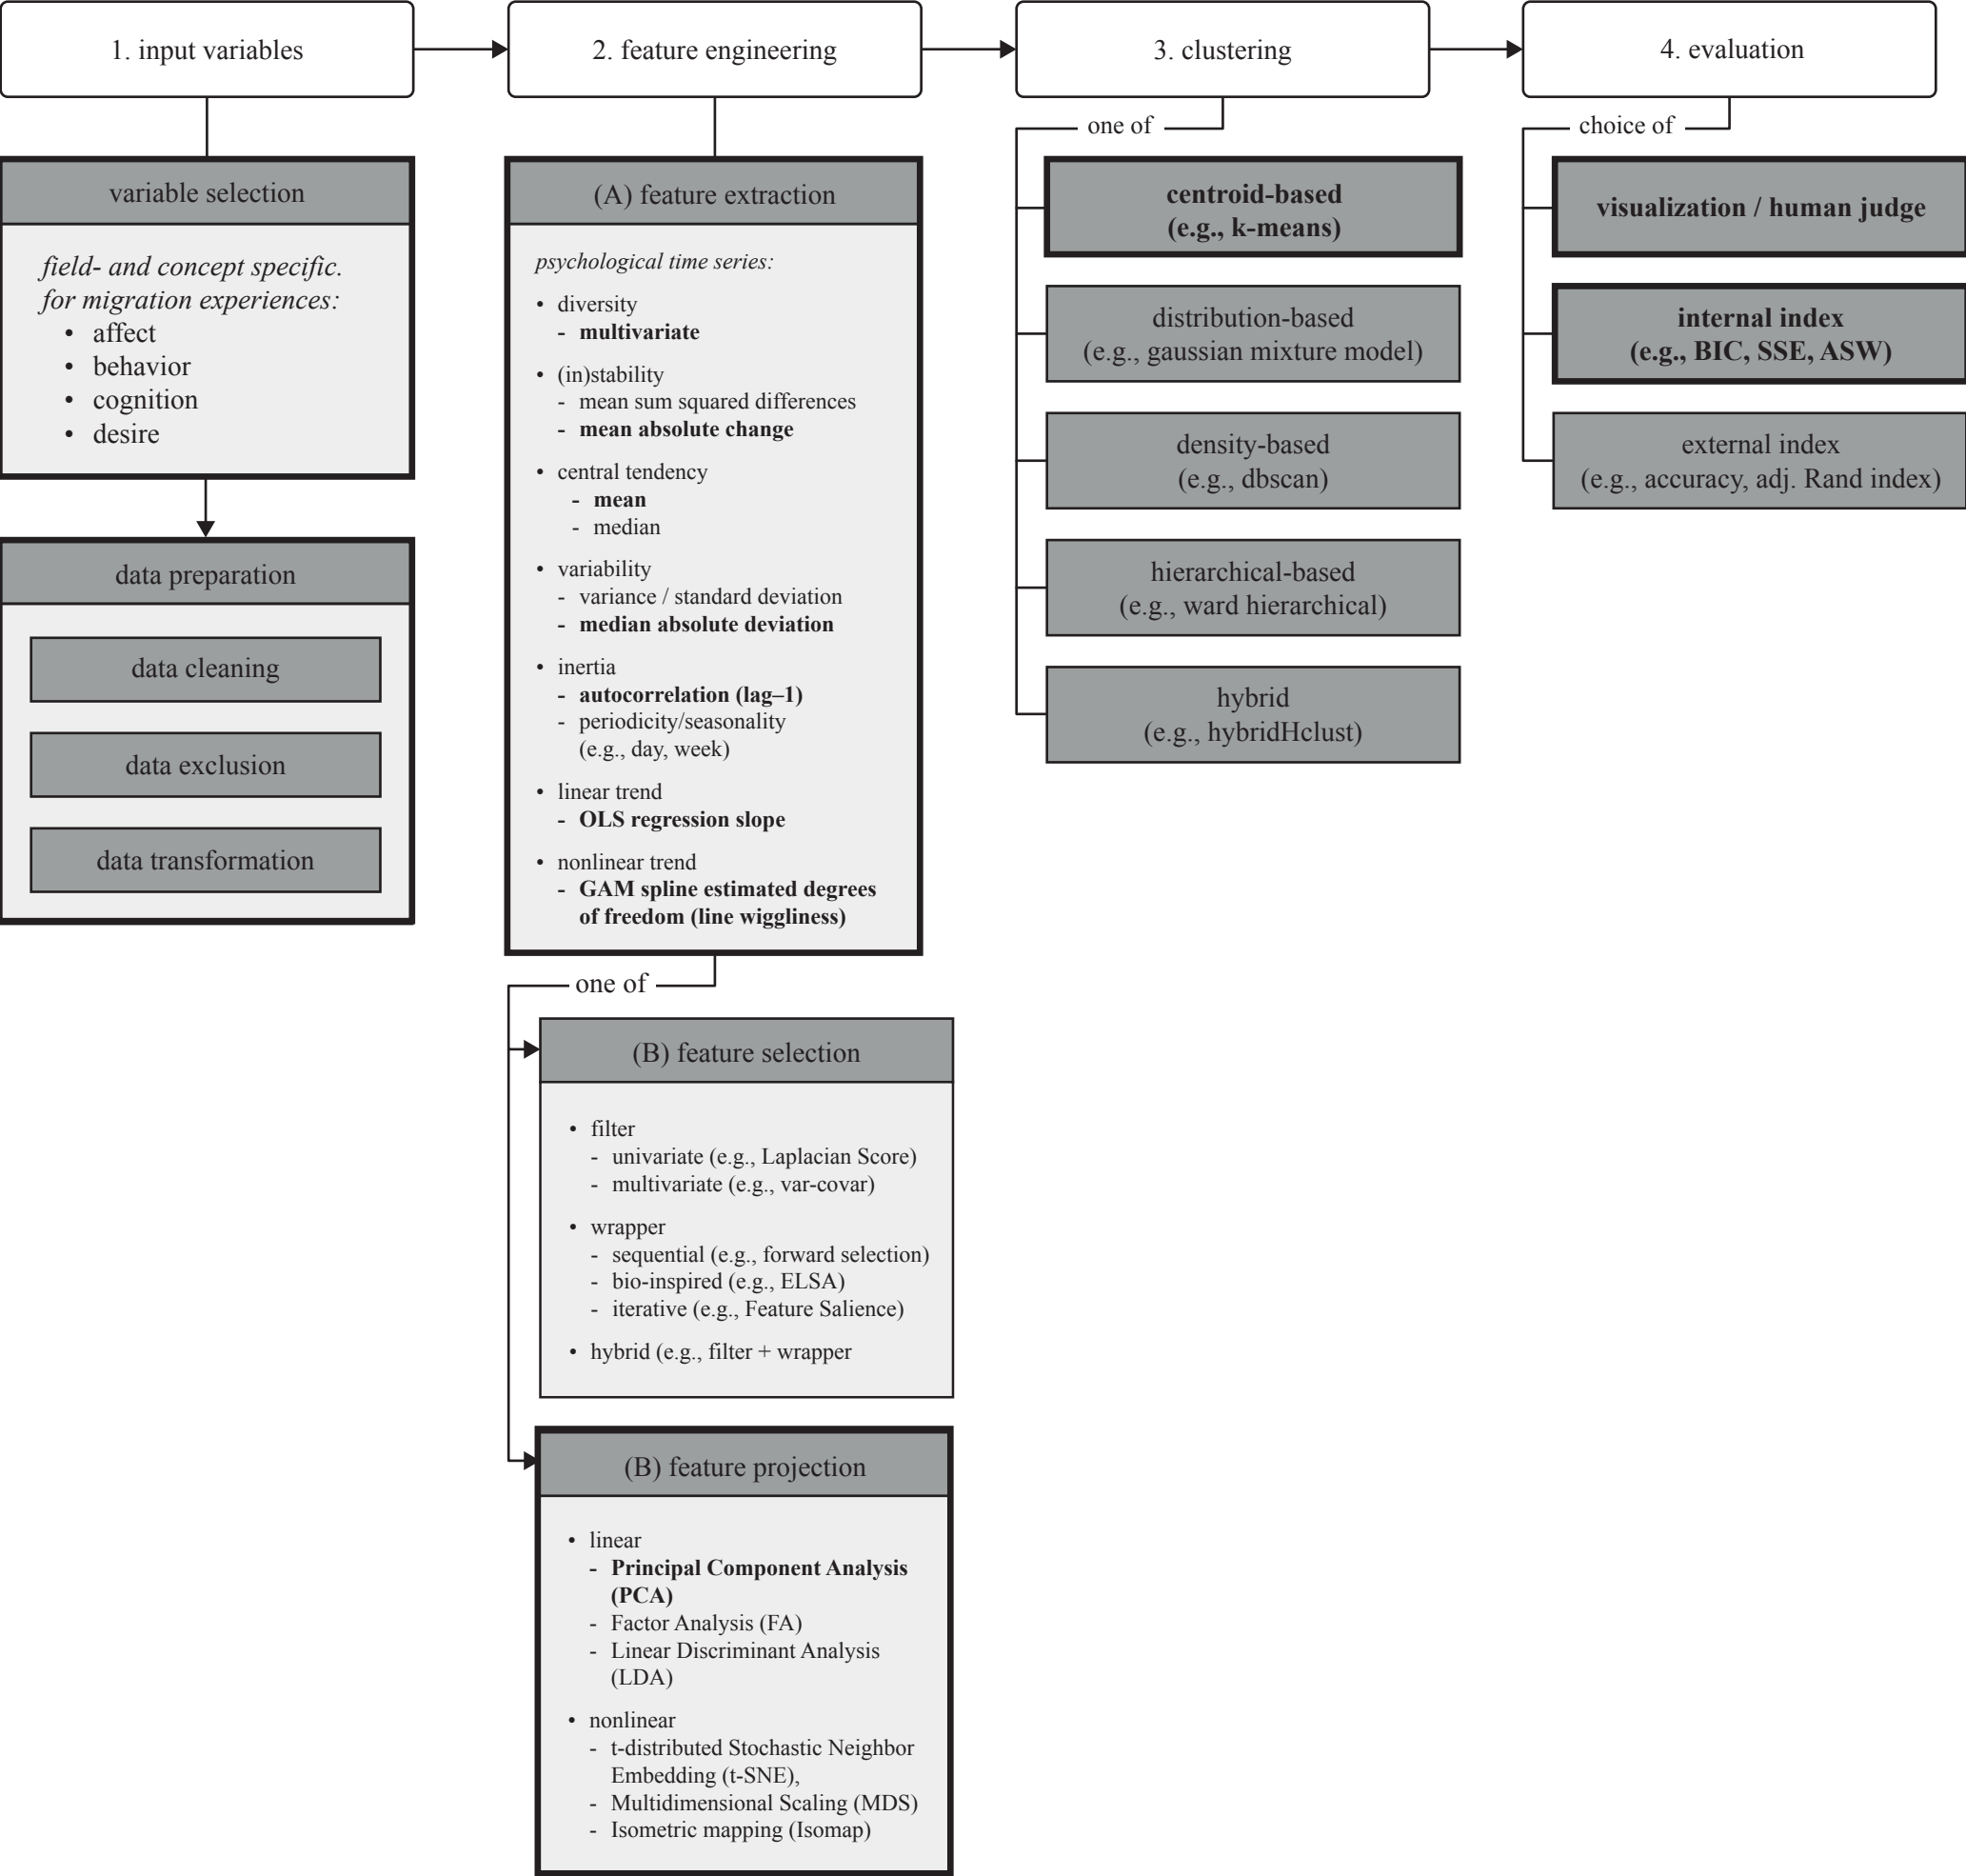 1. input variables
2. feature engineering
3. clustering
4. evaluation
variable selection
field- and concept specific.
for migration experiences:
• affect
• behavior
• cognition
• desire
data preparation
data cleaning
data exclusion
data transformation
(A) feature extraction
psychological time series:
• diversity
- multivariate
• (in)stability
- mean sum squared differences
- mean absolute change
• central tendency
- mean
- median
• variability
- variance / standard deviation
- median absolute deviation
• inertia
- autocorrelation (lag–1)
- periodicity/seasonality
(e.g., day, week)
• linear trend
- OLS regression slope
• nonlinear trend
- GAM spline estimated degrees
of freedom (line wiggliness)
one of
(B) feature selection
• filter
- univariate (e.g., Laplacian Score)
- multivariate (e.g., var-covar)
• wrapper
- sequential (e.g., forward selection)
- bio-inspired (e.g., ELSA)
- iterative (e.g., Feature Salience)
• hybrid (e.g., filter + wrapper
(B) feature projection
• linear
- Principal Component Analysis
(PCA)
- Factor Analysis (FA)
- Linear Discriminant Analysis
(LDA)
• nonlinear
- t-distributed Stochastic Neighbor
Embedding (t-SNE),
- Multidimensional Scaling (MDS)
- Isometric mapping (Isomap)
one of
centroid-based
(e.g., k-means)
distribution-based
(e.g., gaussian mixture model)
density-based
(e.g., dbscan)
hierarchical-based
(e.g., ward hierarchical)
hybrid
(e.g., hybridHclust)
choice of
visualization / human judge
internal index
(e.g., BIC, SSE, ASW)
external index
(e.g., accuracy, adj. Rand index)